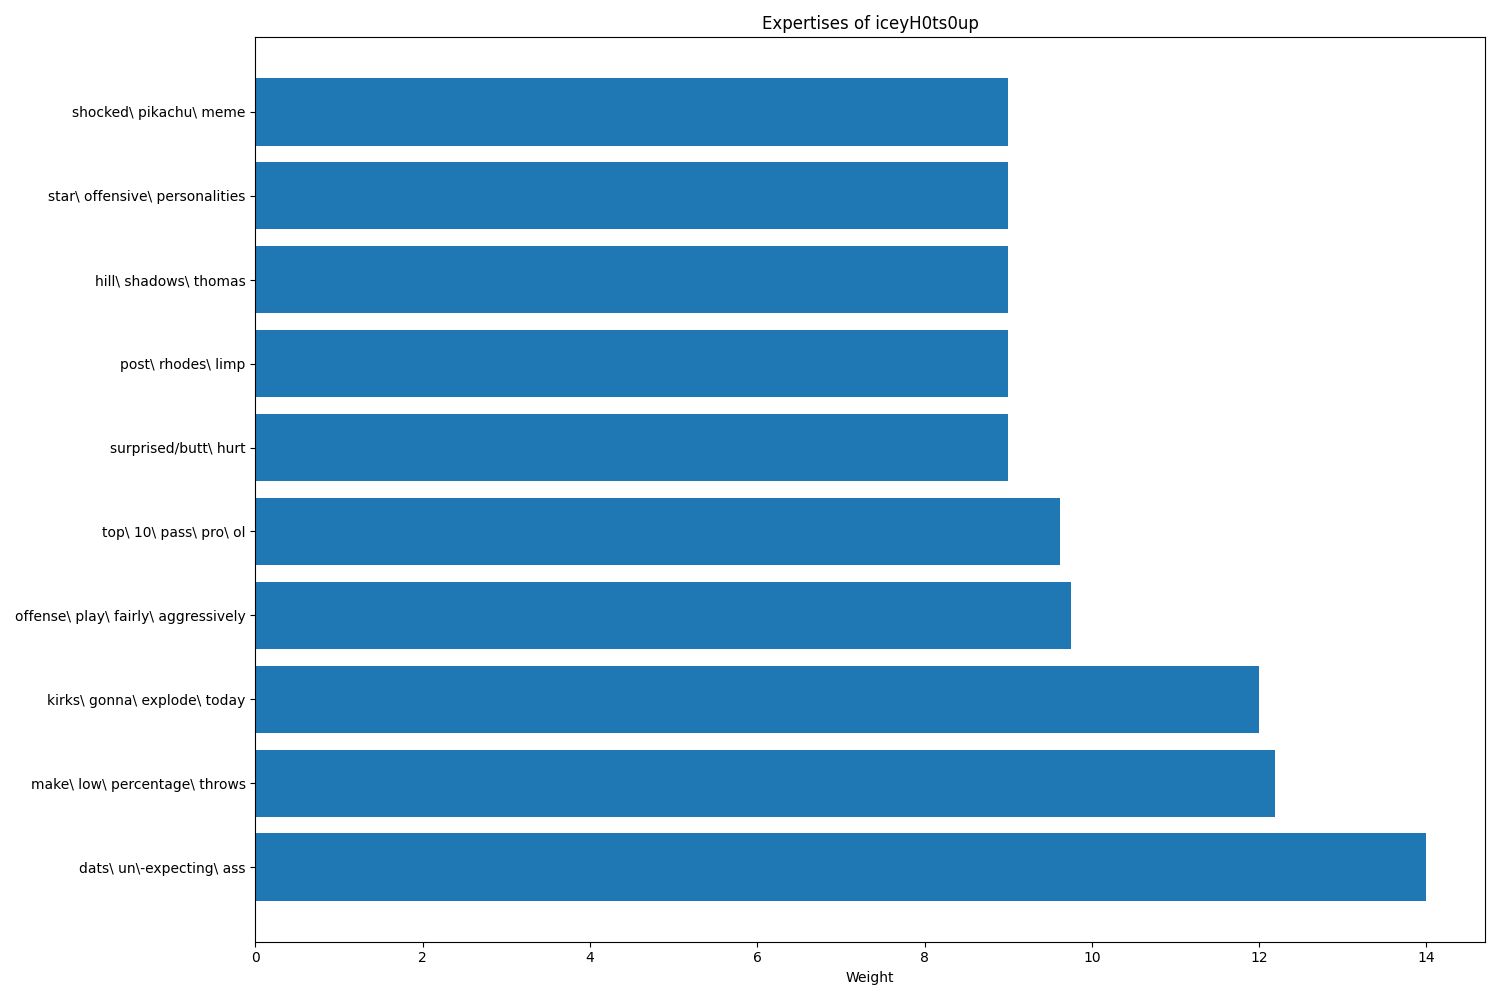 Expertises of iceyH0ts0up
shocked\ pikachu\ meme
star\ offensive\ personalities
hill\ shadows\ thomas
post\ rhodes\ limp
surprised/butt\ hurt
top\ 10\ pass\ pro\ ol
offense\ play\ fairly\ aggressively
kirks\ gonna\ explode\ today
make\ low\ percentage\ throws
dats\ un\-expecting\ ass
0 2 4 6 8 10 12 14
Weight